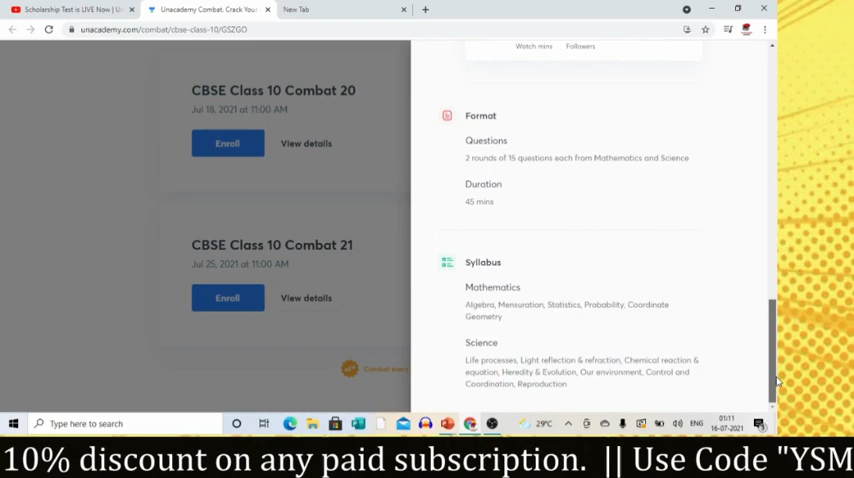 Scholarship Test is LIVE Now | Un
Unacademy Combat. Crack Your
New Tab
unacademy.com/combat/cbse-class-10/GSZGO
Watch mins
Followers
CBSE Class 10 Combat 20
Jul 18, 2021 at 11:00 AM
Enroll
View details
Format
Questions
2 rounds of 15 questions each from Mathematics and Science
Duration
45 mins
CBSE Class 10 Combat 21
Jul 25, 2021 at 11:00 AM
Enroll
View details
Syllabus
Mathematics
Algebra, Mensuration, Statistics, Probability, Coordinate
Geometry
Science
Life processes, Light reflection & refraction, Chemical reaction &
equation, Heredity & Evolution, Our environment, Control and
Coordination, Reproduction
Combat every
Type here to search
29°C
ENG
01:11
16-07-2021
10% discount on any paid subscription. || Use Code "YSM